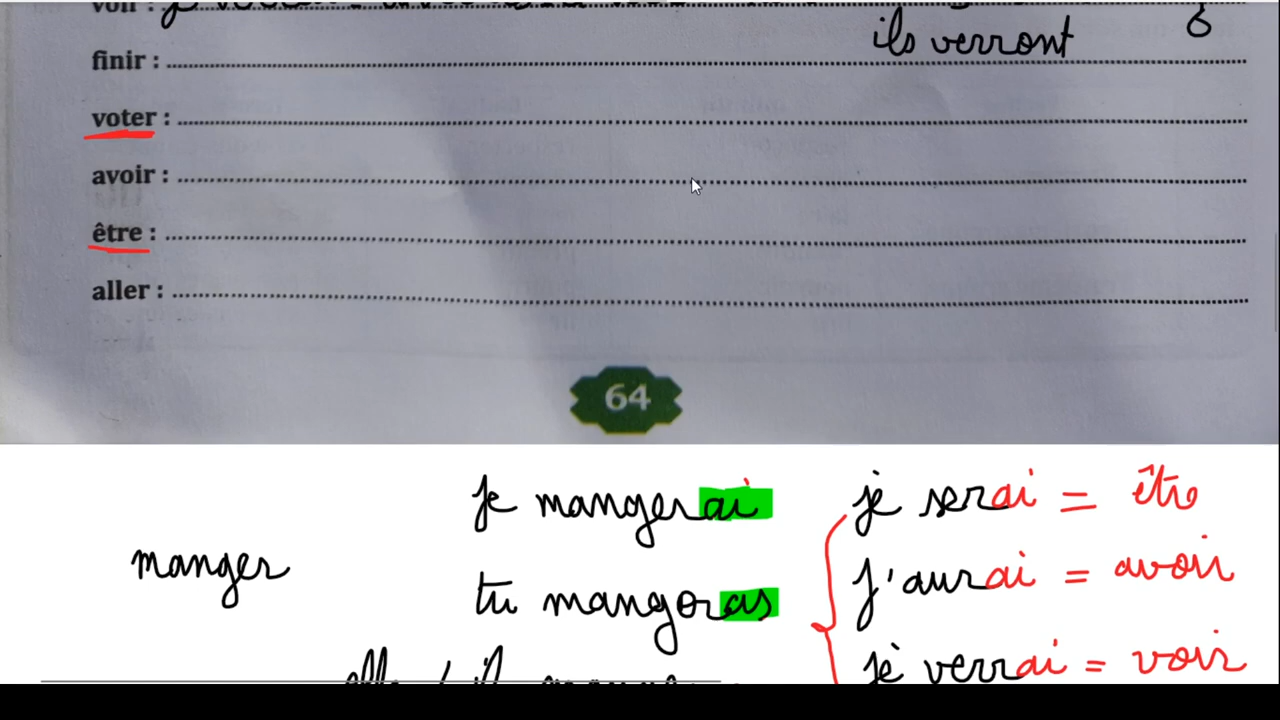 voir :
ils verront
finir :
voter :
avoir :
être :
aller :
64
je mangerai
je serai = être
manger
j'aurai = avoir
tu mangeras
je verrai = voir